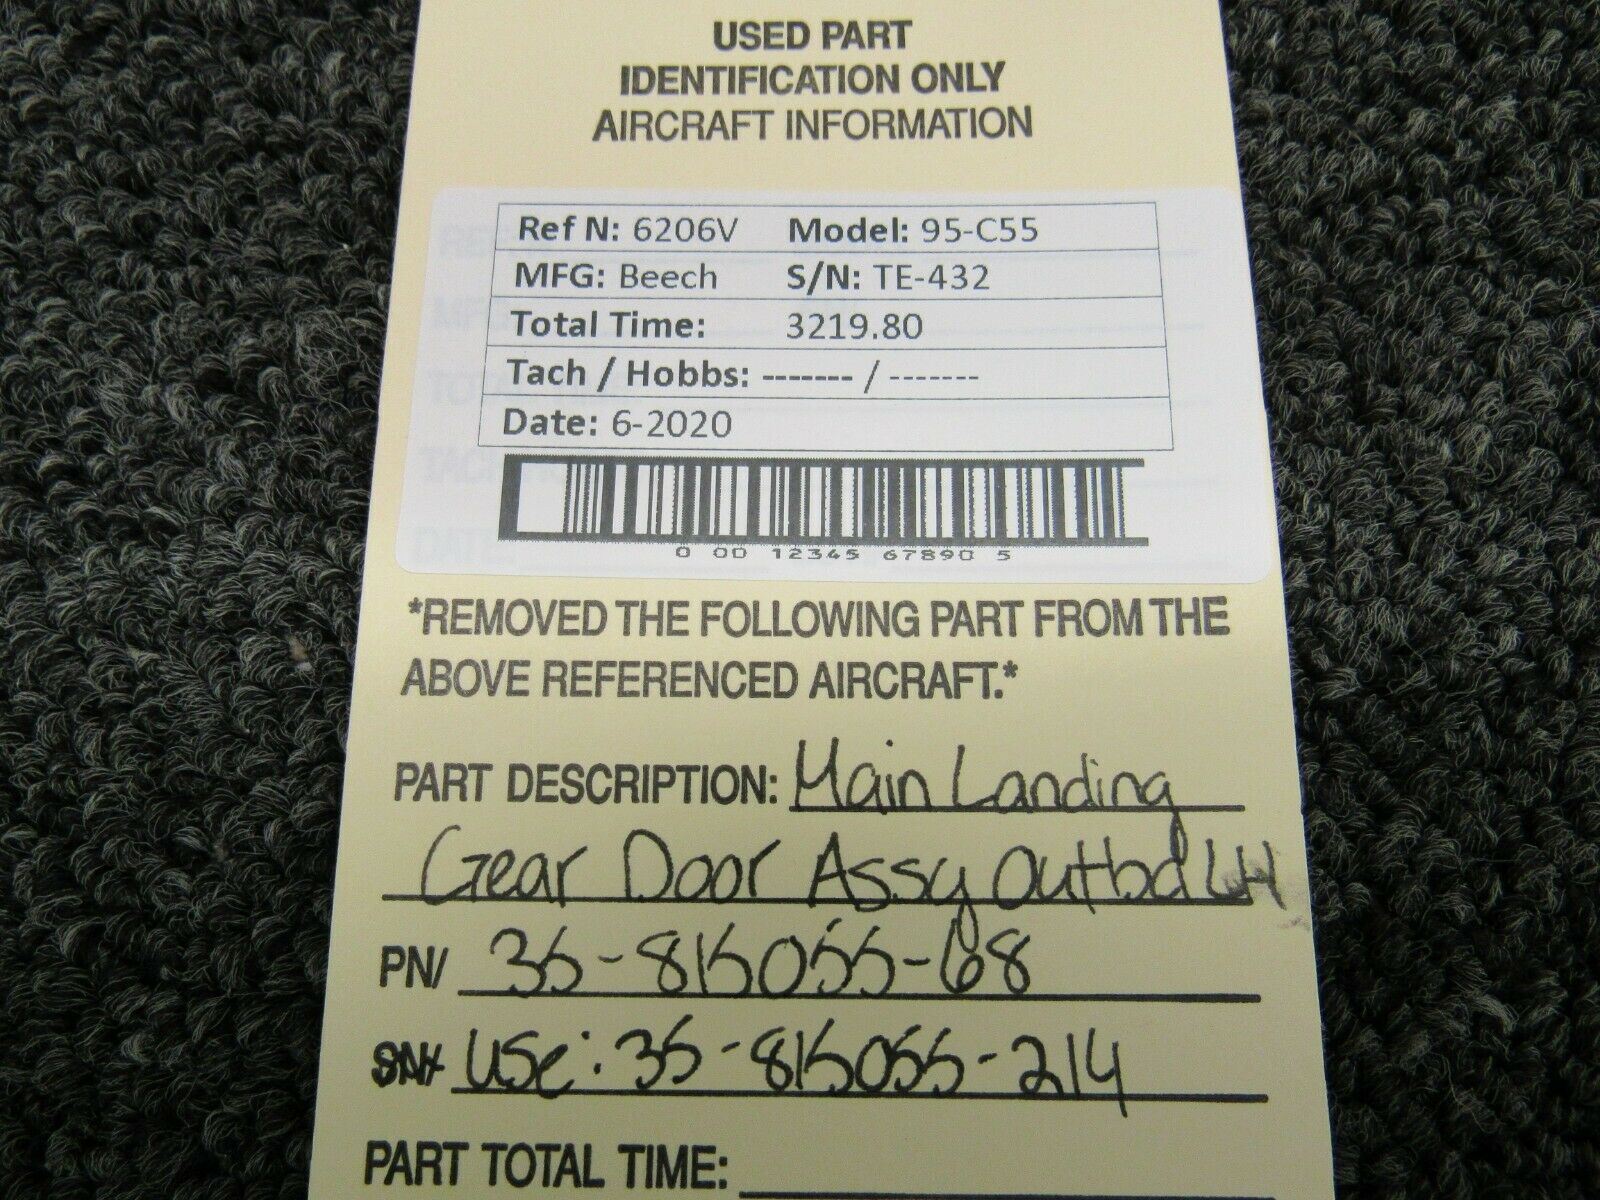 USED PART
IDENTIFICATION ONLY
AIRCRAFT INFORMATION
Ref N: 6206V Model: 95-C55
MFG: Beech S/N: TE-432
Total Time: 3219.80
Tach / Hobbs: ------- / -------
Date: 6-2020
0 00 12345 67890 5
*REMOVED THE FOLLOWING PART FROM THE
ABOVE REFERENCED AIRCRAFT.*
PART DESCRIPTION: Main Landing
Gear Door Assy Outbd LH
PN/ 35-815055-68
SN/ Use: 35-815055-214
PART TOTAL TIME: